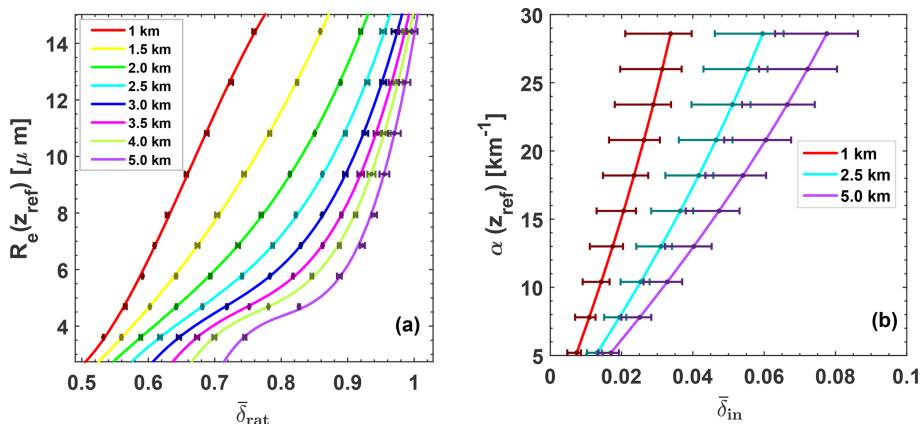 1 km
1.5 km
2.0 km
2.5 km
3.0 km
3.5 km
4.0 km
5.0 km
14
12
10
8
6
4
R_e(z_ref) [μ m]
(a)
0.5 0.6 0.7 0.8 0.9 1
δ̄_rat
30
25
20
15
10
5
α (z_ref) [km⁻¹]
1 km
2.5 km
5.0 km
(b)
0 0.02 0.04 0.06 0.08 0.1
δ̄_in